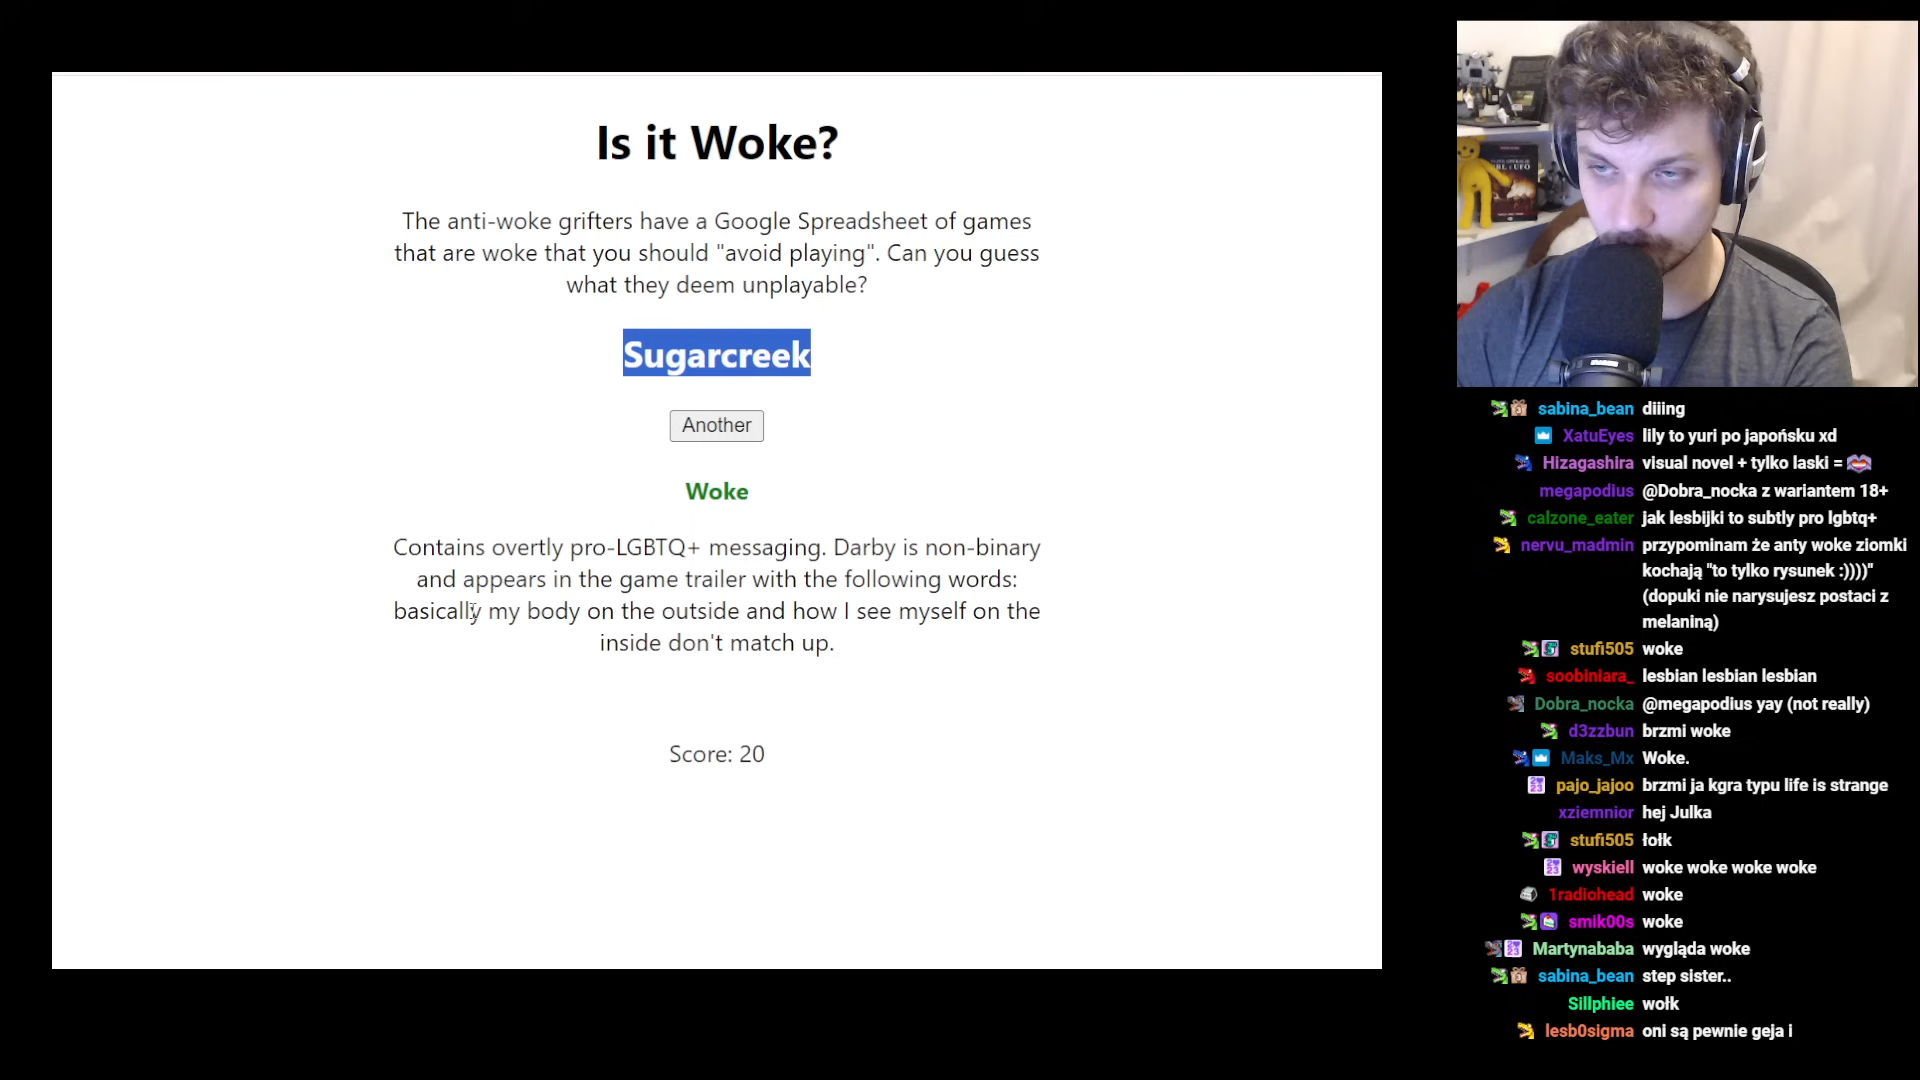 Is it Woke?
The anti-woke grifters have a Google Spreadsheet of games
that are woke that you should "avoid playing". Can you guess
what they deem unplayable?
Sugarcreek
Another
Woke
Contains overtly pro-LGBTQ+ messaging. Darby is non-binary
and appears in the game trailer with the following words:
basically my body on the outside and how I see myself on the
inside don't match up.
Score: 20
sabina_bean diiing
XatuEyes lily to yuri po japońsku xd
Hizagashira visual novel + tylko laski =
megapodius @Dobra_nocka z wariantem 18+
calzone_eater jak lesbijki to subtly pro lgbtq+
nervu_madmin przypominam że anty woke ziomki
kochają "to tylko rysunek :))))"
(dopuki nie narysujesz postaci z
melaniną)
stufi505 woke
soobiniara_ lesbian lesbian lesbian
Dobra_nocka @megapodius yay (not really)
d3zzbun brzmi woke
Maks_Mx Woke.
pajo_jajoo brzmi ja kgra typu life is strange
xziemnior hej Julka
stufi505 łołk
wyskiell woke woke woke woke
1radiohead woke
smik00s woke
Martynababa wygląda woke
sabina_bean step sister..
Sillphiee wołk
lesb0sigma oni są pewnie geja i